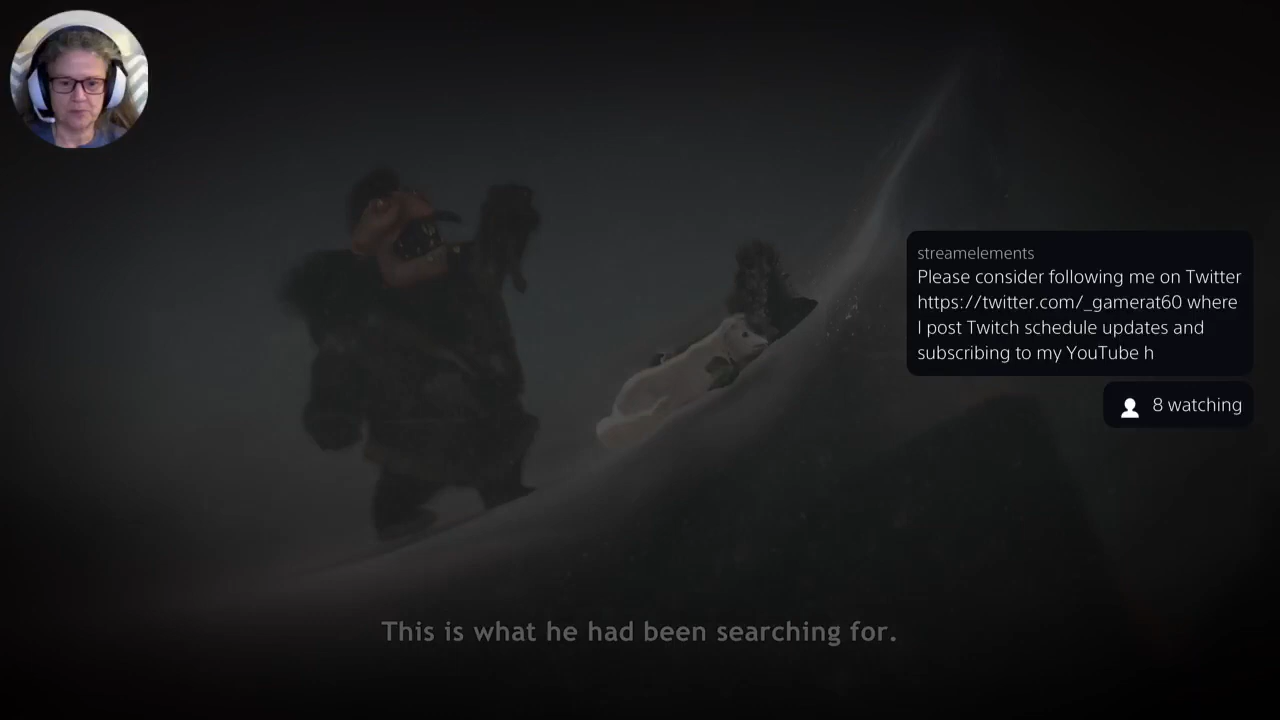 streamelements
Please consider following me on Twitter
https://twitter.com/_gamerat60 where
I post Twitch schedule updates and
subscribing to my YouTube h
8 watching
This is what he had been searching for.